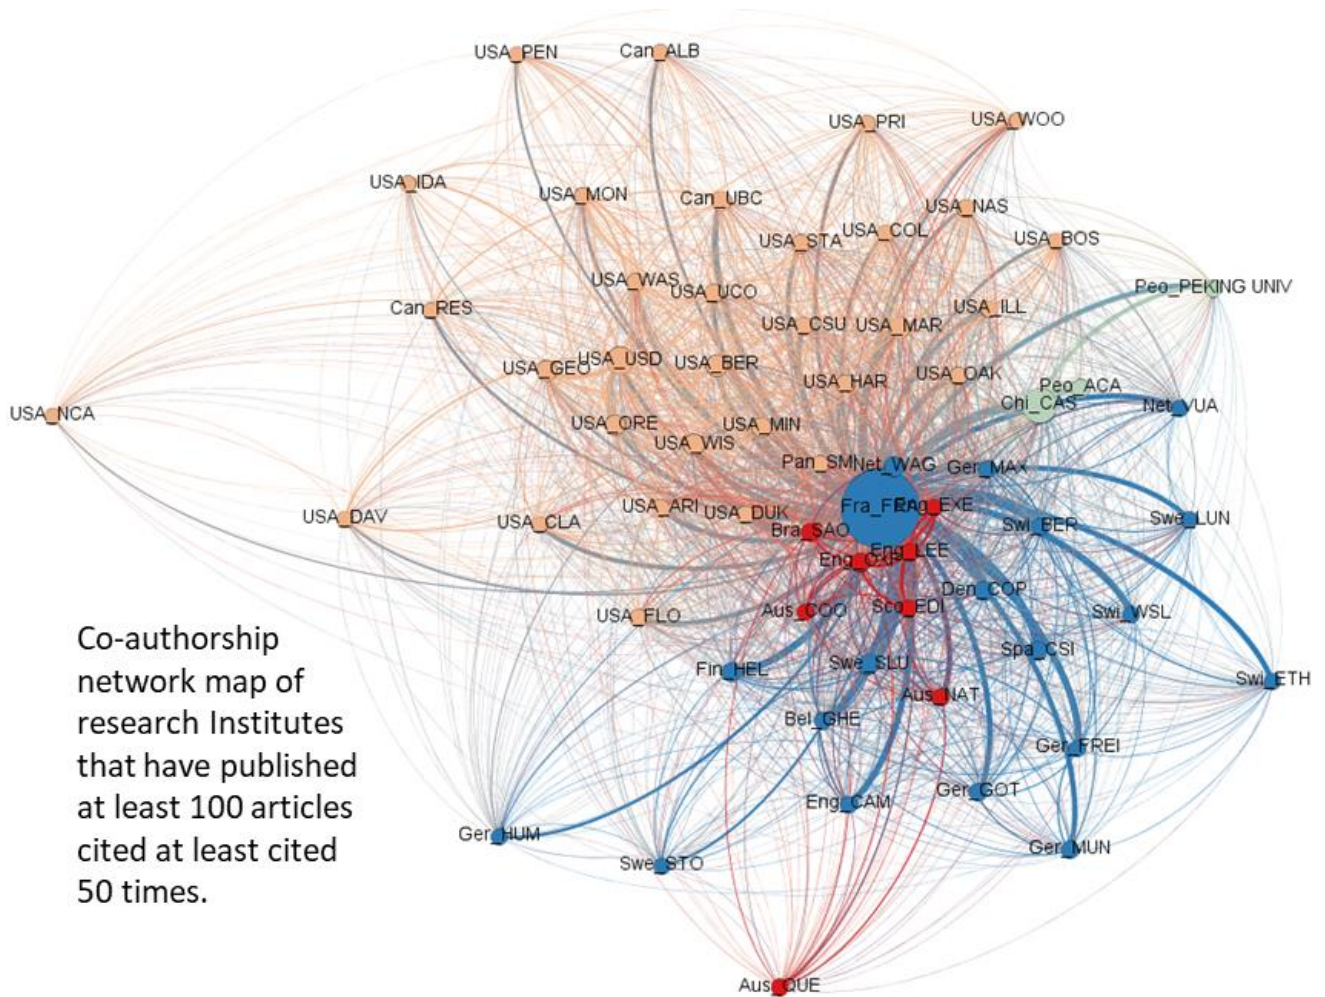 USA_PEN
Can_ALB
USA_PRI
USA_WOO
USA_IDA
USA_MON
Can_UBC
USA_NAS
USA_STA
USA_COL
USA_BOS
USA_WAS
USA_UCO
Peo_PEKING UNIV
Can_RES
USA_CSU
USA_MAR
USA_ILL
USA_GEO
USA_USD
USA_BER
USA_HAR
USA_OAK
Peo_ACA
Chi_CAS
Net_VUA
USA_NCA
USA_ORE
USA_WIS
USA_MIN
Pan_SMI
Net_WAG
Ger_MAX
USA_DAV
USA_CLA
USA_ARI
USA_DUK
Fra_FRA
Eng_EXE
Swi_BER
Swe_LUN
Bra_SAO
Eng_OXF
Eng_LEE
Den_COP
USA_FLO
Aus_COO
Sco_EDI
Swi_WSL
Fin_HEL
Swe_SLU
Spa_CSI
Swi_ETH
Aus_NAT
Bel_GHE
Ger_FREI
Eng_CAM
Ger_GOT
Ger_HUM
Swe_STO
Ger_MUN
Aus_QUE
Co-authorship
network map of
research Institutes
that have published
at least 100 articles
cited at least cited
50 times.